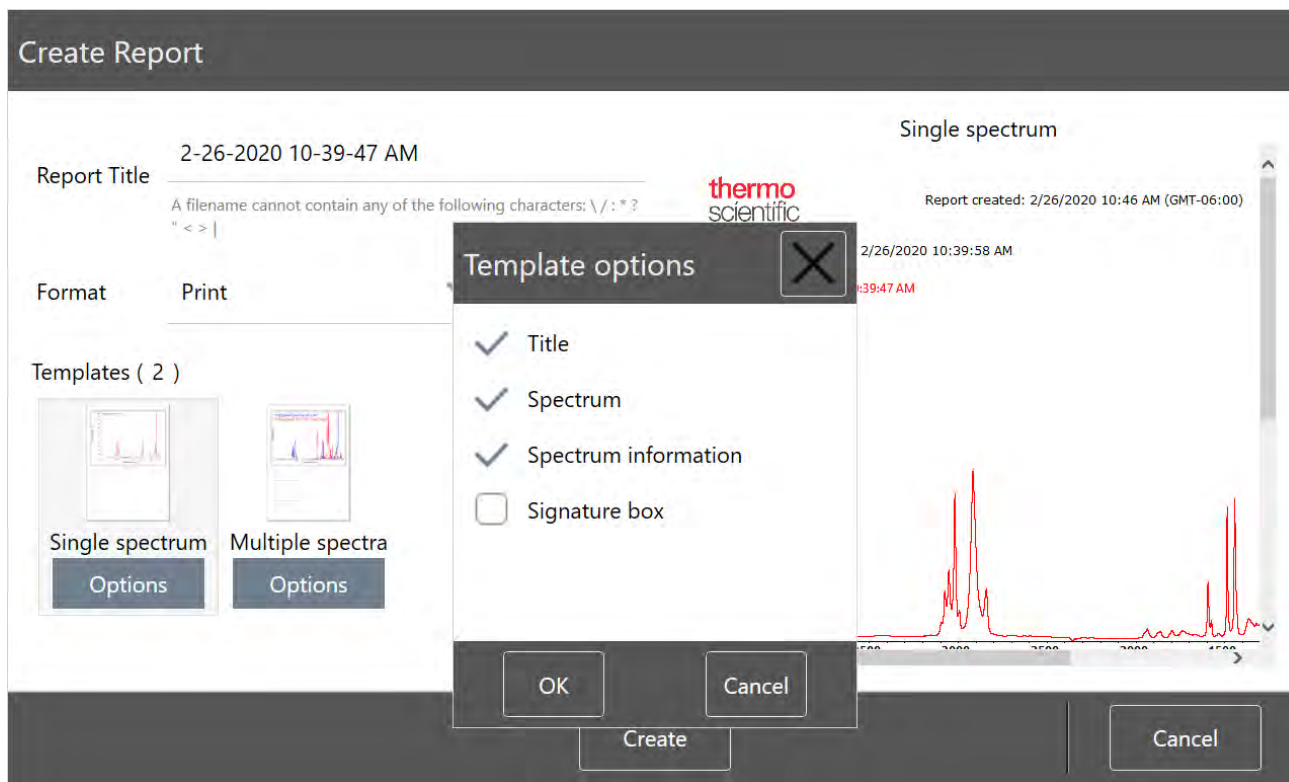 Create Report
Single spectrum
Report Title
2-26-2020 10-39-47 AM
A filename cannot contain any of the following characters: \ / : * ?
" < > |
thermo
scientific
Report created: 2/26/2020 10:46 AM (GMT-06:00)
2/26/2020 10:39:58 AM
:39:47 AM
Format
Print
Template options
Title
Spectrum
Spectrum information
Signature box
OK
Cancel
Templates ( 2 )
Single spectrum
Multiple spectra
Options
Options
Create
Cancel